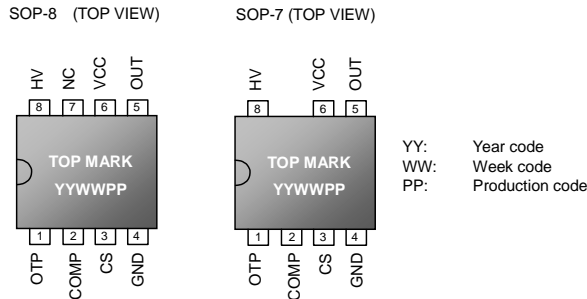 SOP-8 (TOP VIEW)
HV NC VCC OUT
8 7 6 5
TOP MARK
YYWWPP
1 2 3 4
OTP COMP CS GND
SOP-7 (TOP VIEW)
HV VCC OUT
8 6 5
TOP MARK
YYWWPP
1 2 3 4
OTP COMP CS GND
YY: Year code
WW: Week code
PP: Production code